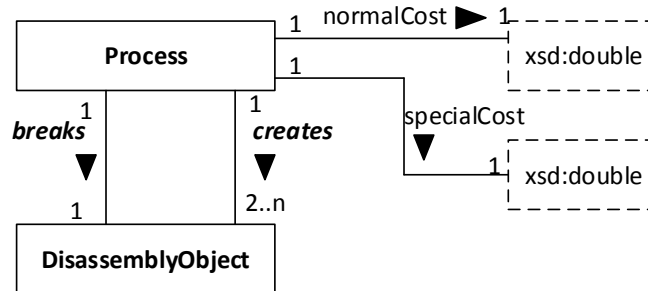 normalCost
1
1
Process
xsd:double
1
specialCost
1
1
breaks
creates
1
xsd:double
1
2..n
DisassemblyObject